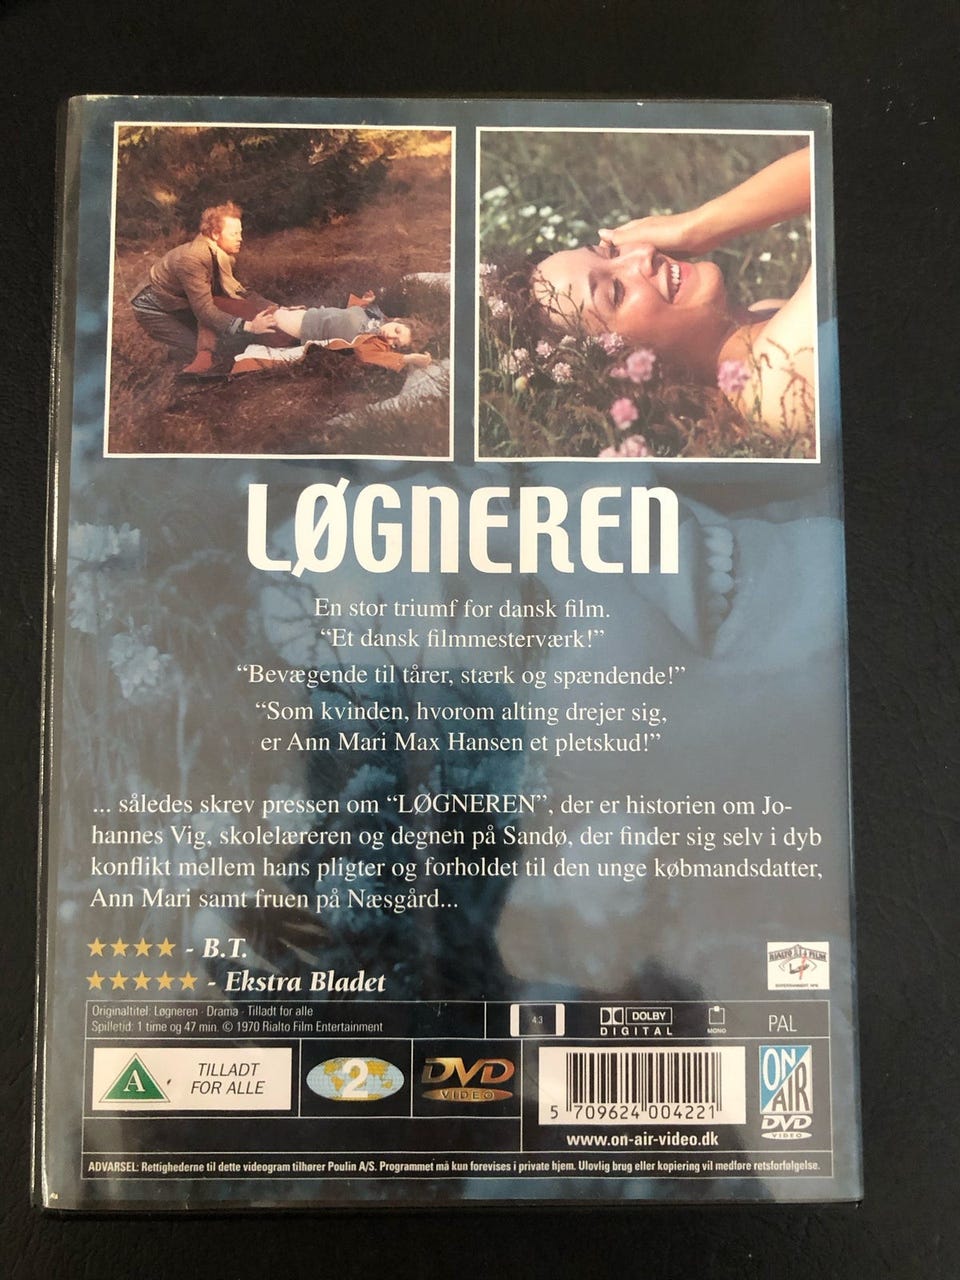 LØGNEREN
En stor triumf for dansk film.
“Et dansk filmmesterværk!”
“Bevægende til tårer, stærk og spændende!”
“Som kvinden, hvorom alting drejer sig,
er Ann Mari Max Hansen et pletskud!”
... således skrev pressen om “LØGNEREN”, der er historien om Jo-
hannes Vig, skolelæreren og degnen på Sandø, der finder sig selv i dyb
konflikt mellem hans pligter og forholdet til den unge købmandsdatter,
Ann Mari samt fruen på Næsgård...
- B.T.
- Ekstra Bladet
RIALTO FILM
Originaltitel: Løgneren · Drama · Tilladt for alle
Spilletid: 1 time og 47 min. © 1970 Rialto Film Entertainment
4:3
DOLBY
DIGITAL
MONO
PAL
A
TILLADT
FOR ALLE
2
DVD
VIDEO
5 709624 004221
www.on-air-video.dk
ON
AIR
DVD
VIDEO
ADVARSEL: Rettighederne til dette videogram tilhører Poulin A/S. Programmet må kun forevises i private hjem. Ulovlig brug eller kopiering vil medføre retsforfølgelse.